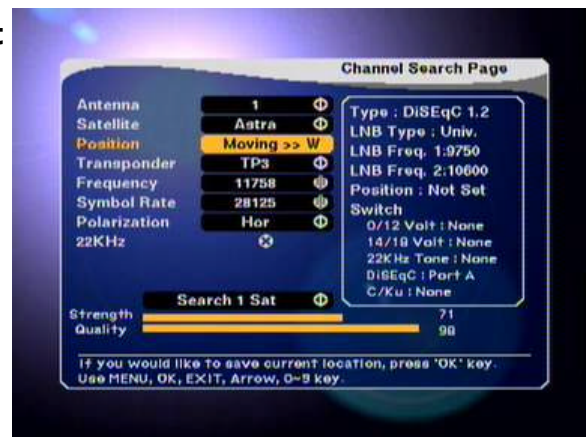 t
Channel Search Page
Antenna 1
Satellite Astra
Position Moving >> W
Transponder TP3
Frequency 11758
Symbol Rate 28125
Polarization Hor
22KHz
Search 1 Sat
Type : DiSEqC 1.2
LNB Type : Univ.
LNB Freq. 1:9750
LNB Freq. 2:10600
Position : Not Set
Switch
0/12 Volt : None
14/18 Volt : None
22KHz Tone : None
DiSEqC : Port A
C/Ku : None
Strength 71
Quality 98
If you would like to save current location, press 'OK' key.
Use MENU, OK, EXIT, Arrow, 0~9 key.